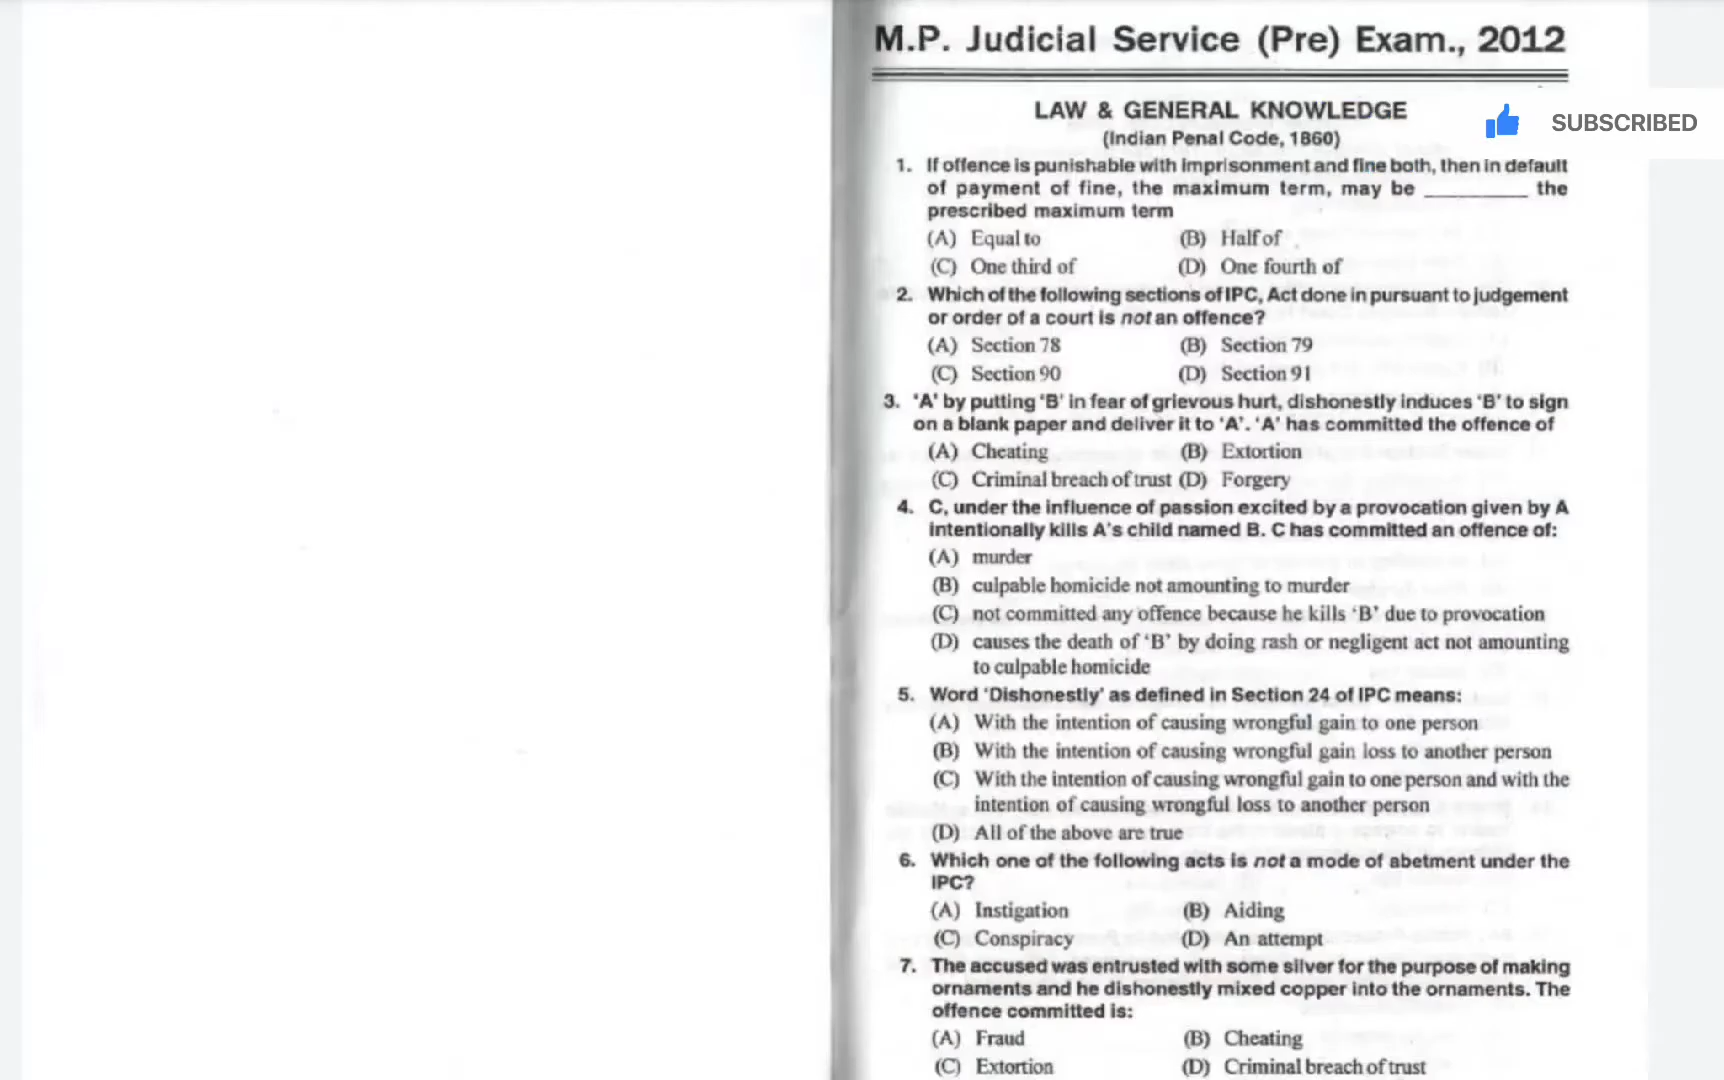 M.P. Judicial Service (Pre) Exam., 2012
LAW & GENERAL KNOWLEDGE
SUBSCRIBED
(Indian Penal Code, 1860)
1. If offence is punishable with imprisonment and fine both, then in default
of payment of fine, the maximum term, may be __________ the
prescribed maximum term
(A) Equal to (B) Half of
(C) One third of (D) One fourth of
2. Which of the following sections of IPC, Act done in pursuant to judgement
or order of a court is not an offence?
(A) Section 78 (B) Section 79
(C) Section 90 (D) Section 91
3. 'A' by putting 'B' in fear of grievous hurt, dishonestly induces 'B' to sign
on a blank paper and deliver it to 'A'. 'A' has committed the offence of
(A) Cheating (B) Extortion
(C) Criminal breach of trust (D) Forgery
4. C, under the influence of passion excited by a provocation given by A
intentionally kills A's child named B. C has committed an offence of:
(A) murder
(B) culpable homicide not amounting to murder
(C) not committed any offence because he kills 'B' due to provocation
(D) causes the death of 'B' by doing rash or negligent act not amounting
to culpable homicide
5. Word 'Dishonestly' as defined in Section 24 of IPC means:
(A) With the intention of causing wrongful gain to one person
(B) With the intention of causing wrongful gain loss to another person
(C) With the intention of causing wrongful gain to one person and with the
intention of causing wrongful loss to another person
(D) All of the above are true
6. Which one of the following acts is not a mode of abetment under the
IPC?
(A) Instigation (B) Aiding
(C) Conspiracy (D) An attempt
7. The accused was entrusted with some silver for the purpose of making
ornaments and he dishonestly mixed copper into the ornaments. The
offence committed is:
(A) Fraud (B) Cheating
(C) Extortion (D) Criminal breach of trust